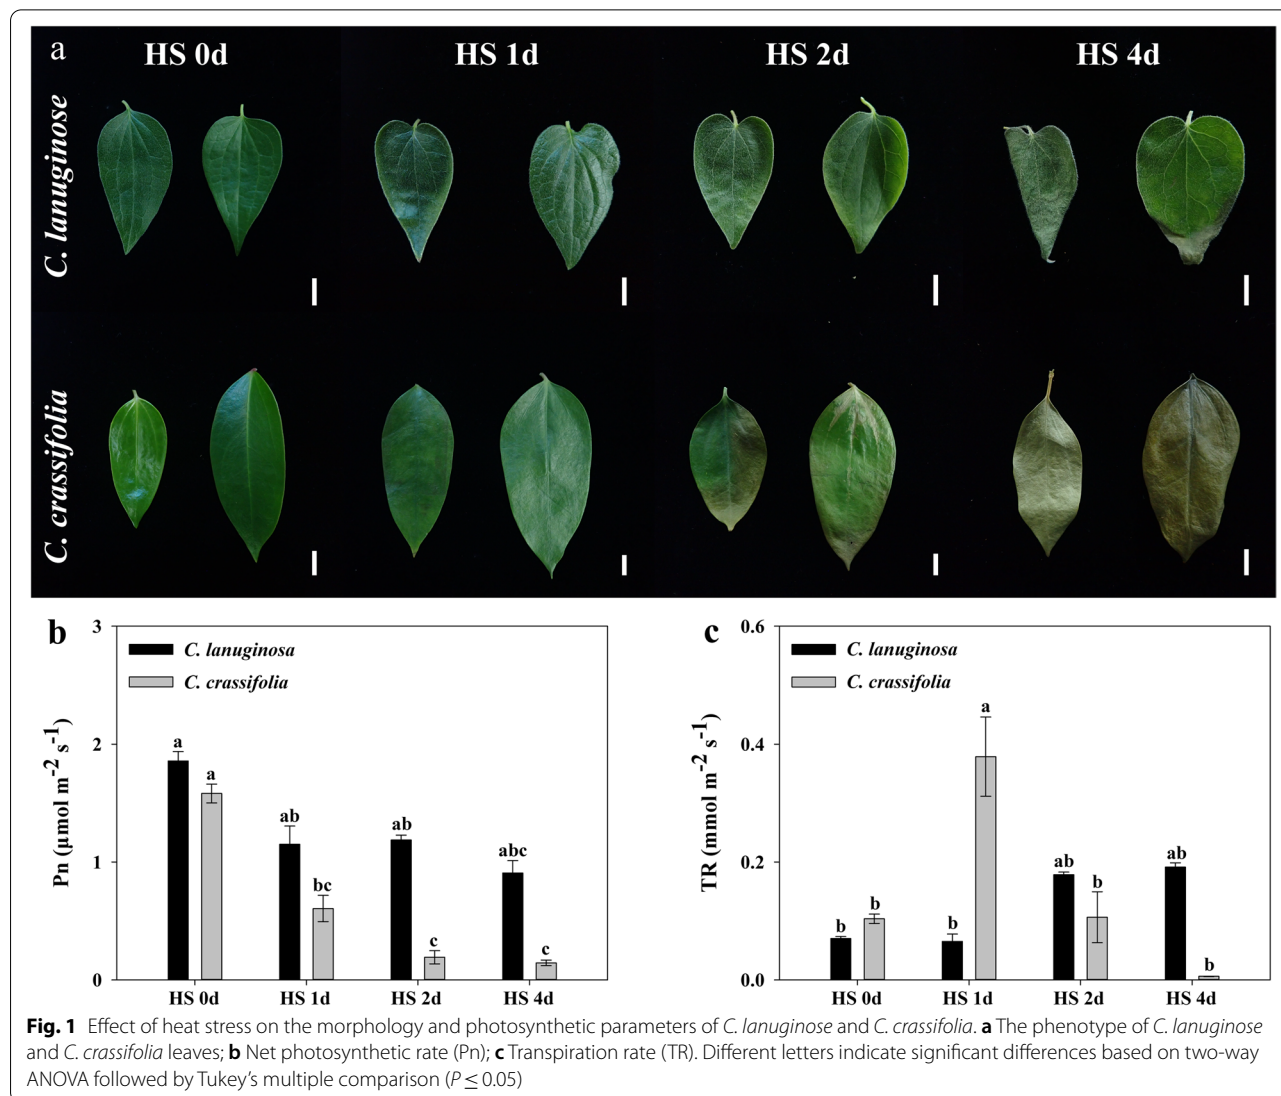 a
HS 0d HS 1d HS 2d HS 4d
C. lanuginose
C. crassifolia
b
3
2
1
0
Pn (µmol m⁻² s⁻¹)
C. lanuginosa
C. crassifolia
a a ab bc ab c abc c
HS 0d HS 1d HS 2d HS 4d
c
0.6
0.4
0.2
0.0
TR (mmol m⁻² s⁻¹)
C. lanuginosa
C. crassifolia
b b b a ab b ab b
HS 0d HS 1d HS 2d HS 4d
Fig. 1 Effect of heat stress on the morphology and photosynthetic parameters of C. lanuginose and C. crassifolia. a The phenotype of C. lanuginose
and C. crassifolia leaves; b Net photosynthetic rate (Pn); c Transpiration rate (TR). Different letters indicate significant differences based on two-way
ANOVA followed by Tukey's multiple comparison (P ≤ 0.05)